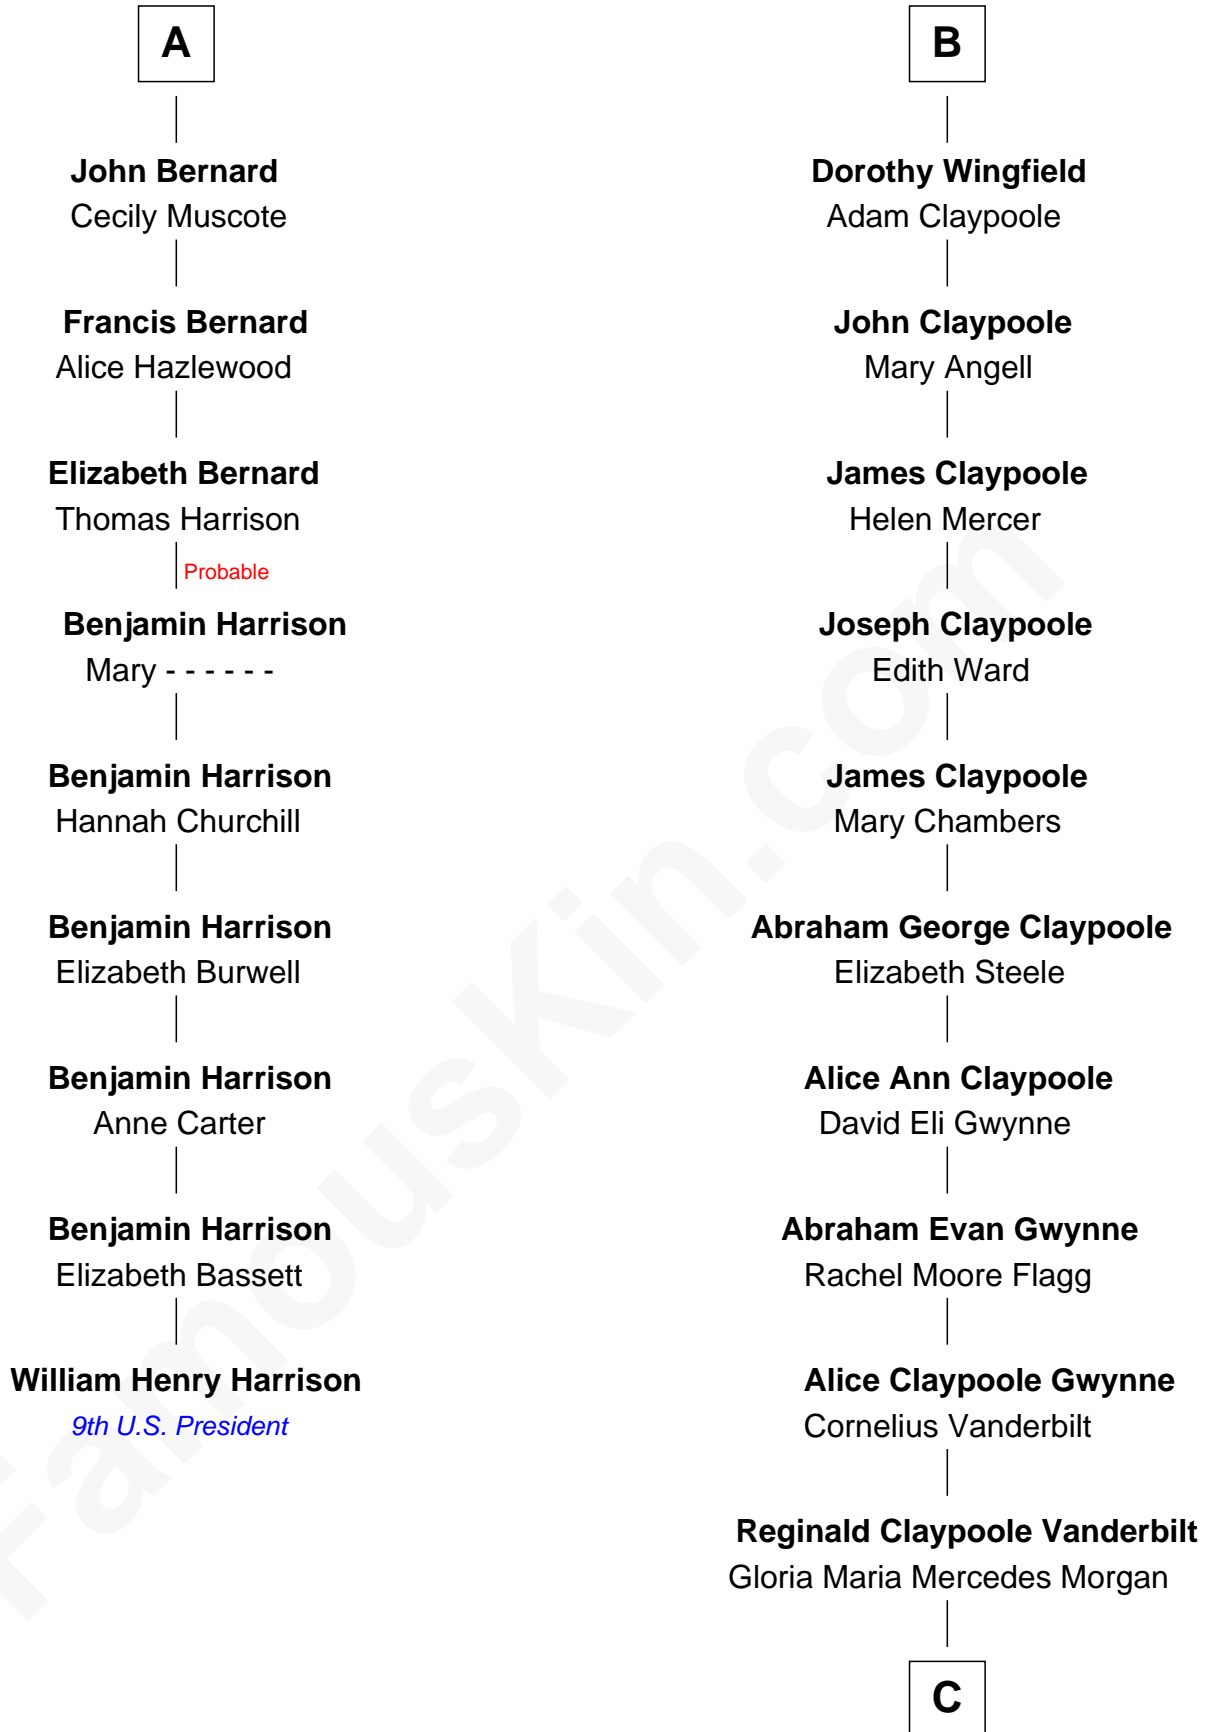 A
John Bernard
Cecily Muscote
Francis Bernard
Alice Hazlewood
Elizabeth Bernard
Thomas Harrison
Probable
Benjamin Harrison
Mary - - - - - -
Benjamin Harrison
Hannah Churchill
Benjamin Harrison
Elizabeth Burwell
Benjamin Harrison
Anne Carter
Benjamin Harrison
Elizabeth Bassett
William Henry Harrison
9th U.S. President
B
Dorothy Wingfield
Adam Claypoole
John Claypoole
Mary Angell
James Claypoole
Helen Mercer
Joseph Claypoole
Edith Ward
James Claypoole
Mary Chambers
Abraham George Claypoole
Elizabeth Steele
Alice Ann Claypoole
David Eli Gwynne
Abraham Evan Gwynne
Rachel Moore Flagg
Alice Claypoole Gwynne
Cornelius Vanderbilt
Reginald Claypoole Vanderbilt
Gloria Maria Mercedes Morgan
C
FamousKin.com